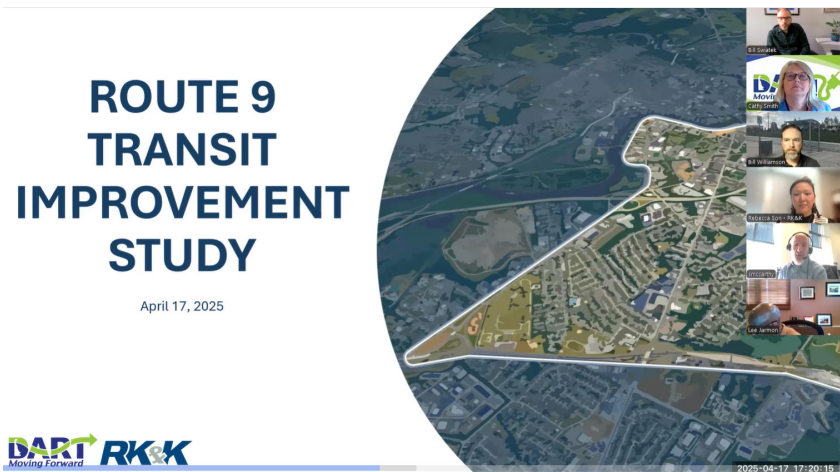 ROUTE 9
TRANSIT
IMPROVEMENT
STUDY
April 17, 2025
DART
Moving Forward
RK&K
Bill Swiatek
Cathy Smith
Bill Williamson
Rebecca Son - RK&K
Lee Jarmon
2025-04-17 17:20:15